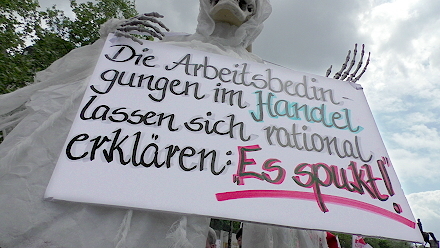 Die Arbeitsbedin-
gungen im Handel
lassen sich rational
erklären: „Es spukt!"